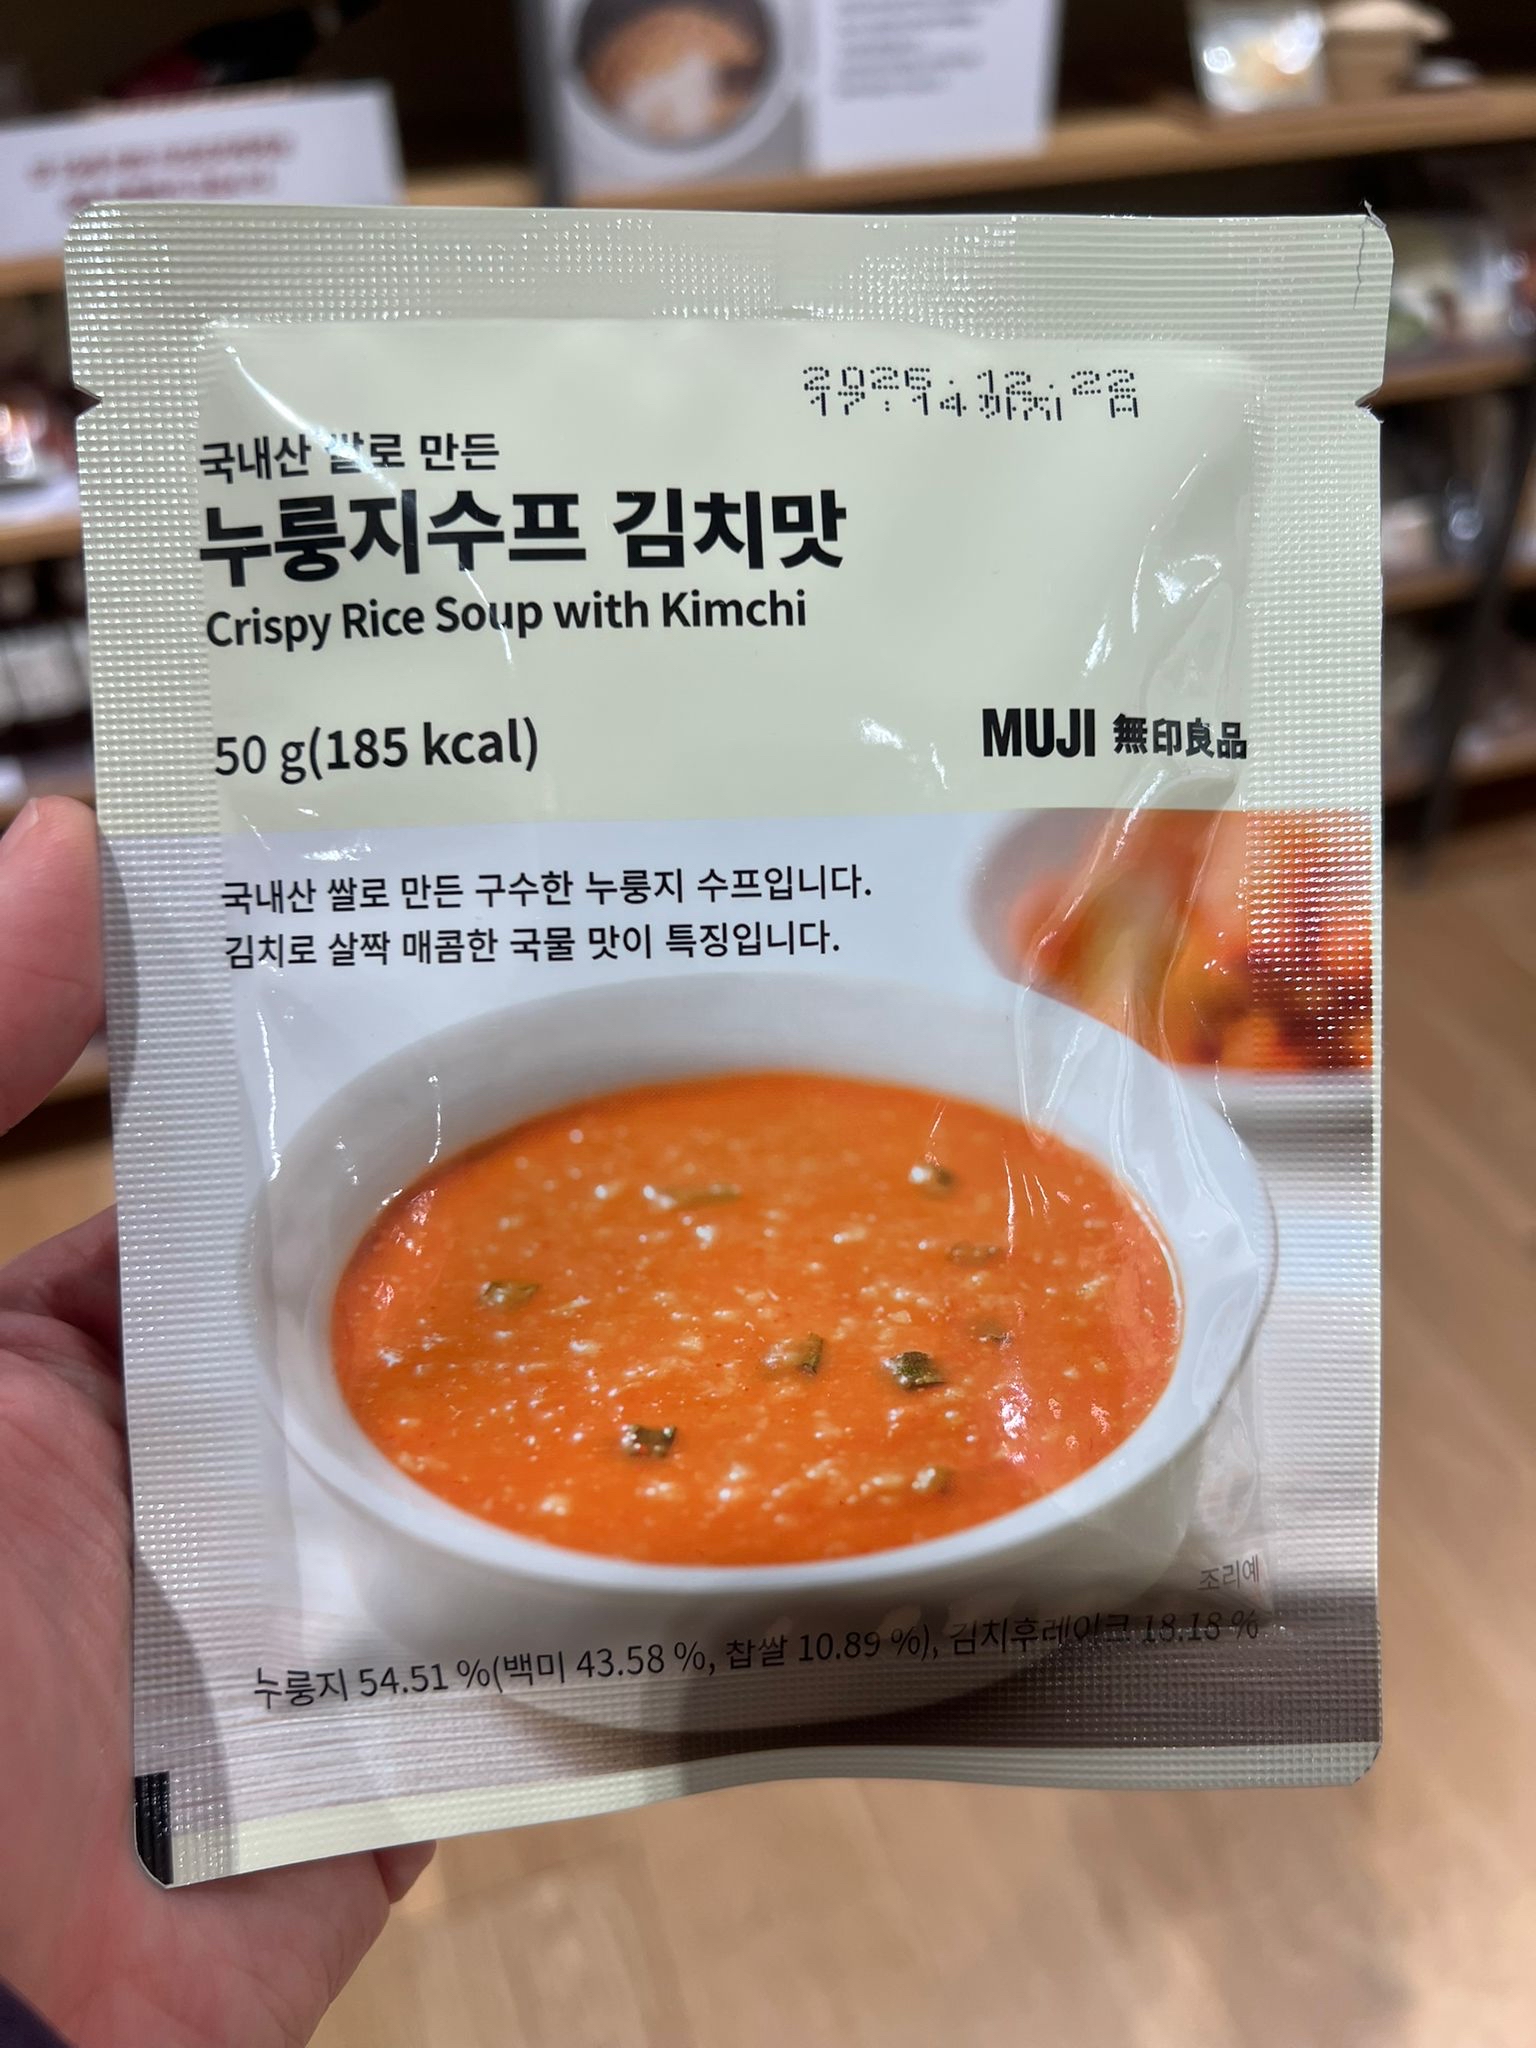 2025.12.22
17:14 까지 A
국내산 쌀로 만든
누룽지수프 김치맛
Crispy Rice Soup with Kimchi
50 g(185 kcal)
MUJI 無印良品
국내산 쌀로 만든 구수한 누룽지 수프입니다.
김치로 살짝 매콤한 국물 맛이 특징입니다.
조리예
누룽지 54.51 %(백미 43.58 %, 찹쌀 10.89 %), 김치후레이크 18.18 %